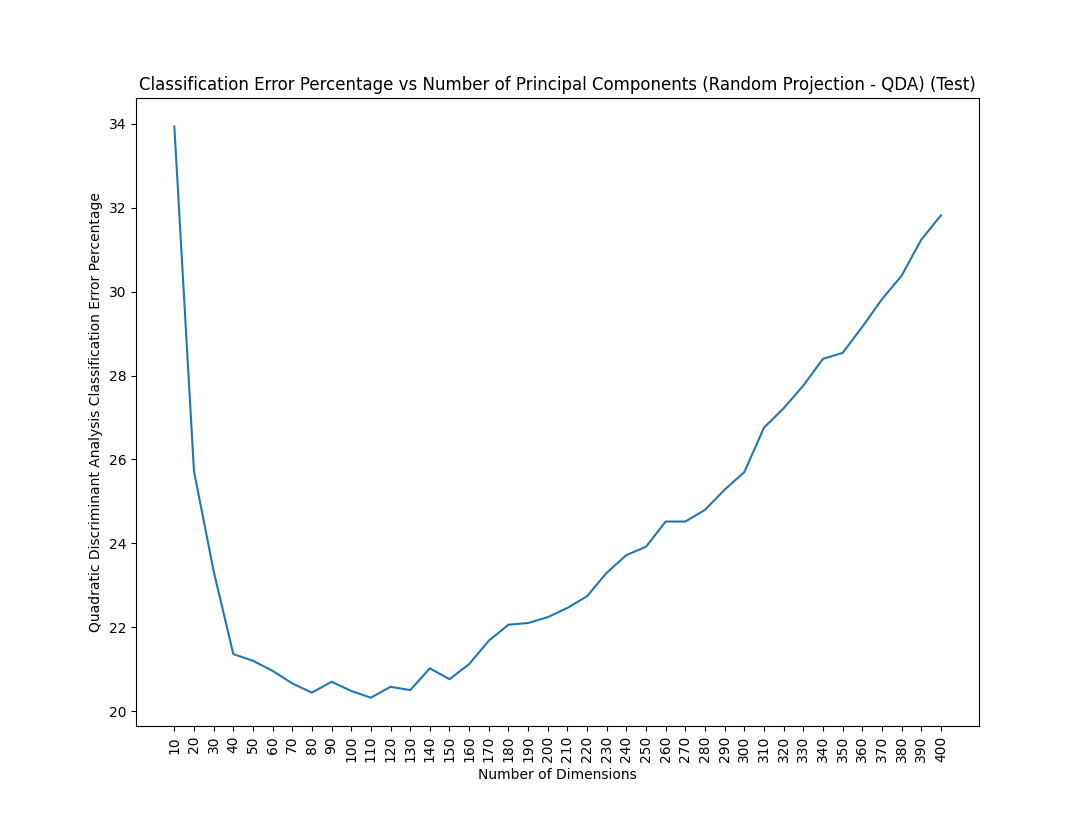 Classification Error Percentage vs Number of Principal Components (Random Projection - QDA) (Test)
Quadratic Discriminant Analysis Classification Error Percentage
34
32
30
28
26
24
22
20
10 20 30 40 50 60 70 80 90 100 110 120 130 140 150 160 170 180 190 200 210 220 230 240 250 260 270 280 290 300 310 320 330 340 350 360 370 380 390 400
Number of Dimensions